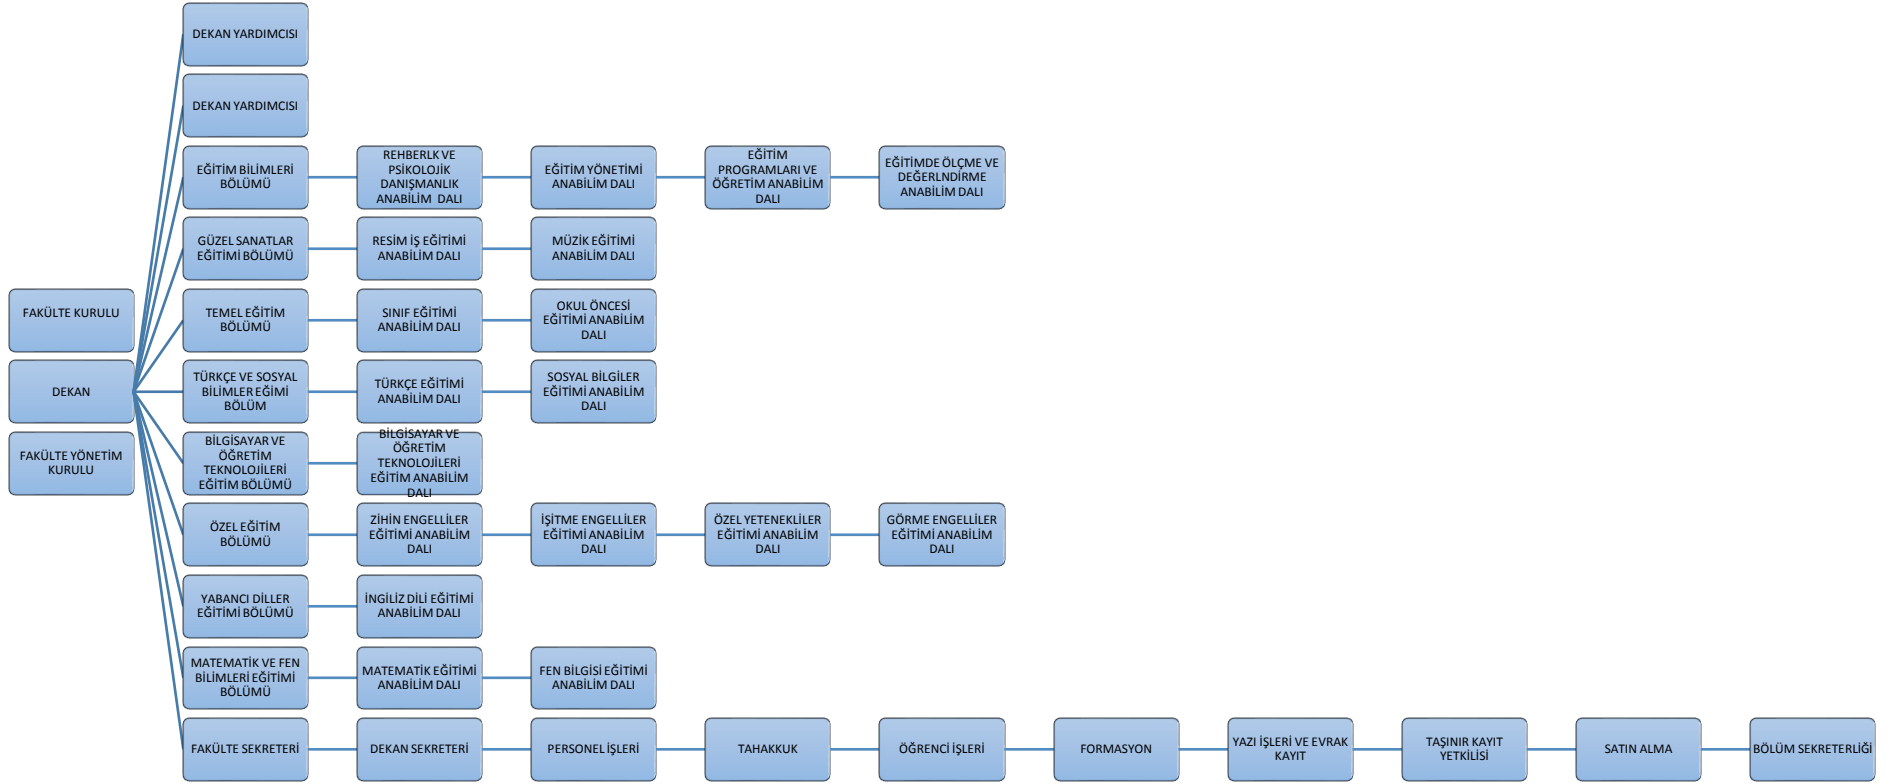 DEKAN YARDIMCISI
DEKAN YARDIMCISI
EĞİTİM BİLİMLERİ
BÖLÜMÜ
REHBERLK VE
PSİKOLOJİK
DANIŞMANLIK
ANABİLİM DALI
EĞİTİM YÖNETİMİ
ANABİLİM DALI
EĞİTİM
PROGRAMLARI VE
ÖĞRETİM ANABİLİM
DALI
EĞİTİMDE ÖLÇME VE
DEĞERLNDİRME
ANABİLİM DALI
GÜZEL SANATLAR
EĞİTİMİ BÖLÜMÜ
RESİM İŞ EĞİTİMİ
ANABİLİM DALI
MÜZİK EĞİTİMİ
ANABİLİM DALI
FAKÜLTE KURULU
TEMEL EĞİTİM
BÖLÜMÜ
SINIF EĞİTİMİ
ANABİLİM DALI
OKUL ÖNCESİ
EĞİTİMİ ANABİLİM
DALI
DEKAN
TÜRKÇE VE SOSYAL
BİLİMLER EĞİMİ
BÖLÜM
TÜRKÇE EĞİTİMİ
ANABİLİM DALI
SOSYAL BİLGİLER
EĞİTİMİ ANABİLİM
DALI
FAKÜLTE YÖNETİM
KURULU
BİLGİSAYAR VE
ÖĞRETİM
TEKNOLOJİLERİ
EĞİTİM BÖLÜMÜ
BİLGİSAYAR VE
ÖĞRETİM
TEKNOLOJİLERİ
EĞİTİM ANABİLİM
DALI
ÖZEL EĞİTİM
BÖLÜMÜ
ZİHİN ENGELLİLER
EĞİTİMİ ANABİLİM
DALI
İŞİTME ENGELLİLER
EĞİTİMİ ANABİLİM
DALI
ÖZEL YETENEKLİLER
EĞİTİMİ ANABİLİM
DALI
GÖRME ENGELLİLER
EĞİTİMİ ANABİLİM
DALI
YABANCI DİLLER
EĞİTİMİ BÖLÜMÜ
İNGİLİZ DİLİ EĞİTİMİ
ANABİLİM DALI
MATEMATİK VE FEN
BİLİMLERİ EĞİTİMİ
BÖLÜMÜ
MATEMATİK EĞİTİMİ
ANABİLİM DALI
FEN BİLGİSİ EĞİTİMİ
ANABİLİM DALI
FAKÜLTE SEKRETERİ
DEKAN SEKRETERİ
PERSONEL İŞLERİ
TAHAKKUK
ÖĞRENCİ İŞLERİ
FORMASYON
YAZI İŞLERİ VE EVRAK
KAYIT
TAŞINIR KAYIT
YETKİLİSİ
SATIN ALMA
BÖLÜM SEKRETERLİĞİ